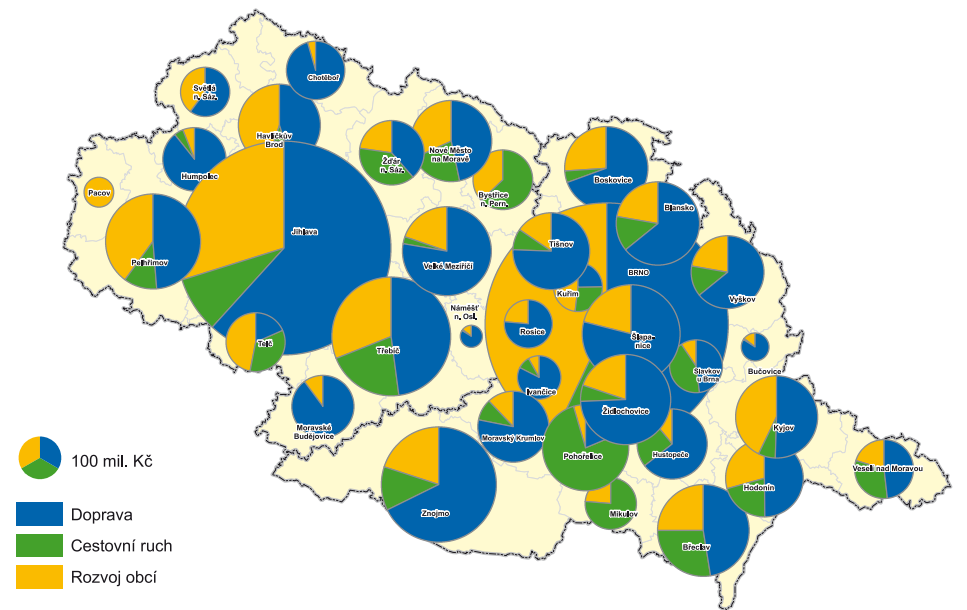 Chotěboř
Světlá
n. Sáz.
Havlíčkův
Brod
Humpolec
Pacov
Pelhřimov
Jihlava
Žďár
n. Sáz.
Nové Město
na Moravě
Bystřice
n. Pern.
Boskovice
Blansko
Tišnov
BRNO
Velké Meziříčí
Kuřim
Vyškov
Náměšť
n. Osl.
Rosice
Šlapa-
nice
Telč
Třebíč
Bučovice
Slavkov
u Brna
Ivančice
Židlochovice
Moravské
Budějovice
Moravský Krumlov
Kyjov
Pohořelice
Hustopeče
Veselí nad Moravou
Hodonín
Znojmo
Mikulov
Břeclav
100 mil. Kč
Doprava
Cestovní ruch
Rozvoj obcí